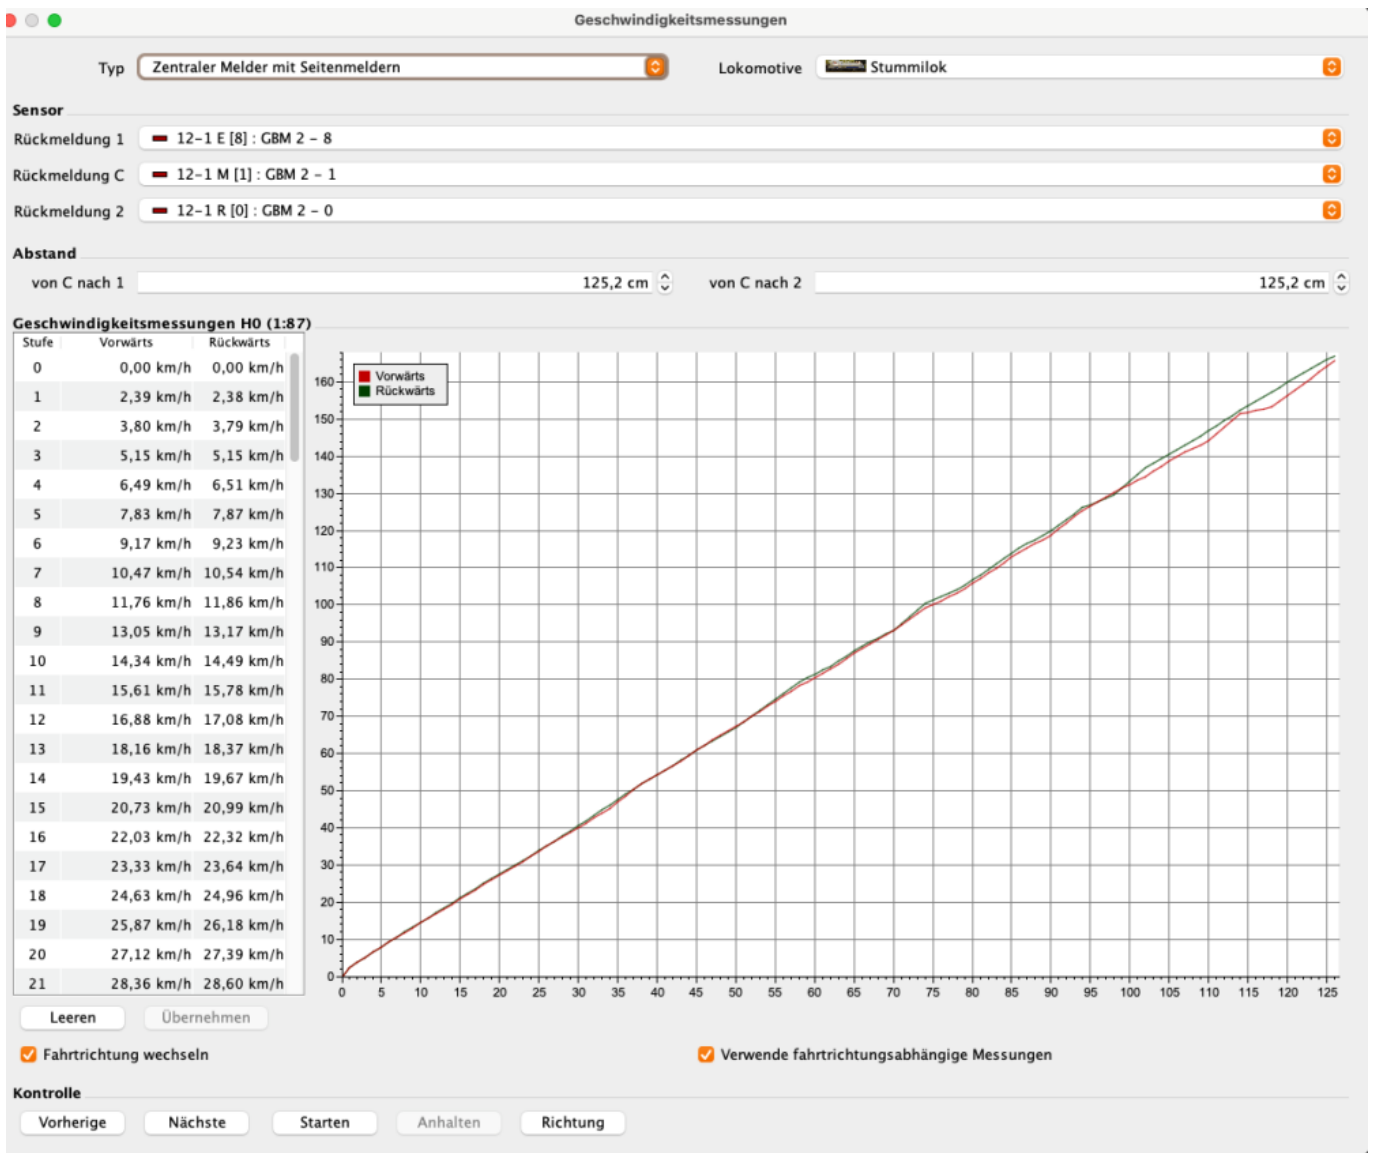 Geschwindigkeitsmessungen
Typ Zentraler Melder mit Seitenmeldern Lokomotive Stummilok
Sensor
Rückmeldung 1 12-1 E [8] : GBM 2 - 8
Rückmeldung C 12-1 M [1] : GBM 2 - 1
Rückmeldung 2 12-1 R [0] : GBM 2 - 0
Abstand
von C nach 1 125,2 cm von C nach 2 125,2 cm
Geschwindigkeitsmessungen H0 (1:87)
Stufe Vorwärts Rückwärts
0 0,00 km/h 0,00 km/h
1 2,39 km/h 2,38 km/h
2 3,80 km/h 3,79 km/h
3 5,15 km/h 5,15 km/h
4 6,49 km/h 6,51 km/h
5 7,83 km/h 7,87 km/h
6 9,17 km/h 9,23 km/h
7 10,47 km/h 10,54 km/h
8 11,76 km/h 11,86 km/h
9 13,05 km/h 13,17 km/h
10 14,34 km/h 14,49 km/h
11 15,61 km/h 15,78 km/h
12 16,88 km/h 17,08 km/h
13 18,16 km/h 18,37 km/h
14 19,43 km/h 19,67 km/h
15 20,73 km/h 20,99 km/h
16 22,03 km/h 22,32 km/h
17 23,33 km/h 23,64 km/h
18 24,63 km/h 24,96 km/h
19 25,87 km/h 26,18 km/h
20 27,12 km/h 27,39 km/h
21 28,36 km/h 28,60 km/h
Vorwärts
Rückwärts
160
150
140
130
120
110
100
90
80
70
60
50
40
30
20
10
0
0 5 10 15 20 25 30 35 40 45 50 55 60 65 70 75 80 85 90 95 100 105 110 115 120 125
Leeren Übernehmen
Fahrtrichtung wechseln Verwende fahrtrichtungsabhängige Messungen
Kontrolle
Vorherige Nächste Starten Anhalten Richtung